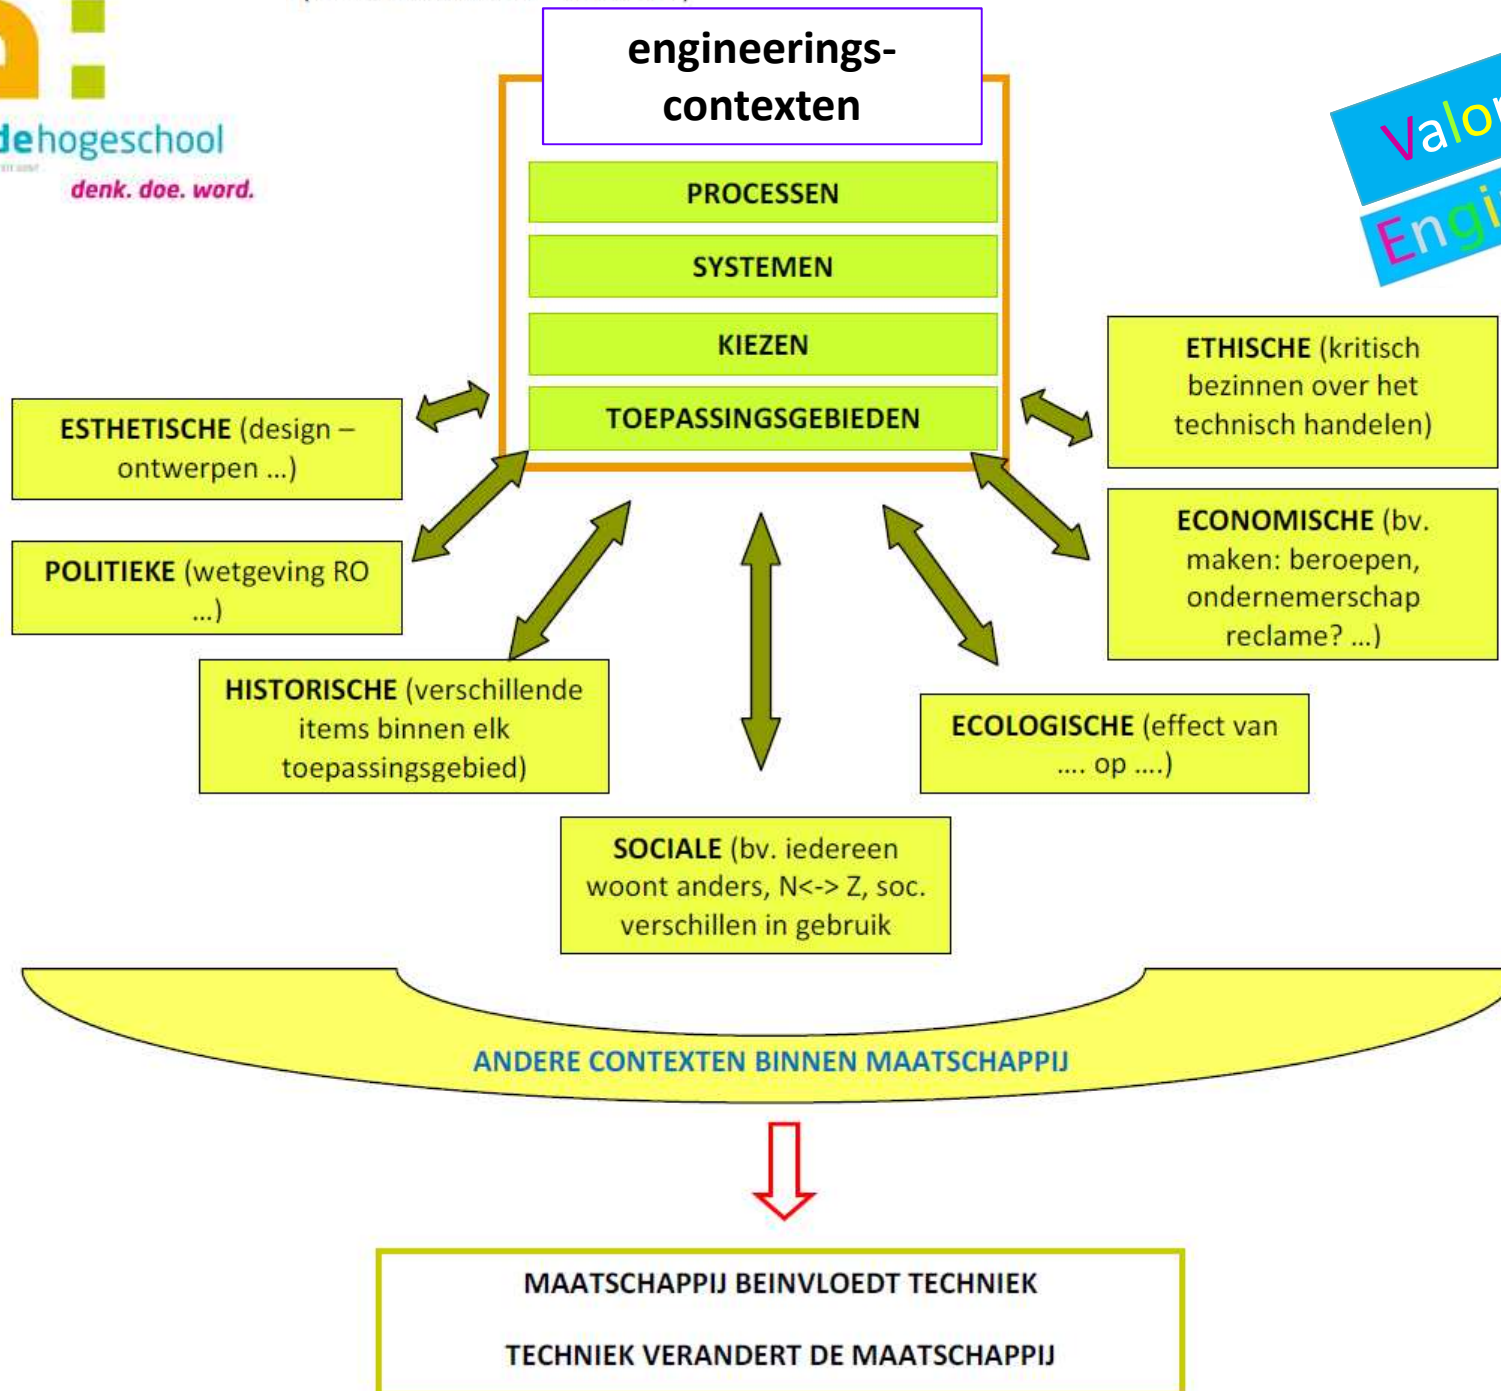 dehogeschool
denk. doe. word.
engineerings-
contexten
PROCESSEN
SYSTEMEN
KIEZEN
TOEPASSINGSGEBIEDEN
ESTHETISCHE (design –
ontwerpen ...)
POLITIEKE (wetgeving RO
...)
HISTORISCHE (verschillende
items binnen elk
toepassingsgebied)
SOCIALE (bv. iedereen
woont anders, N<-> Z, soc.
verschillen in gebruik
ECOLOGISCHE (effect van
.... op ....)
ECONOMISCHE (bv.
maken: beroepen,
ondernemerschap
reclame? ...)
ETHISCHE (kritisch
bezinnen over het
technisch handelen)
ANDERE CONTEXTEN BINNEN MAATSCHAPPIJ
MAATSCHAPPIJ BEINVLOEDT TECHNIEK
TECHNIEK VERANDERT DE MAATSCHAPPIJ